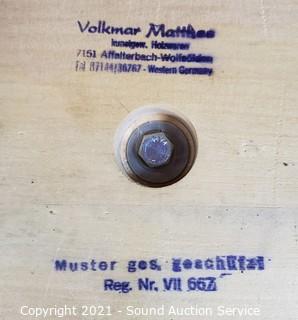 Volkmar Matthes
kunstgew. Holzwaren
7151 Affalterbach-Wolfsölden
Tel. 07144/36767 - Western Germany
Muster ges. geschützt
Reg. Nr. VII 667
Copyright 2021 - Sound Auction Service